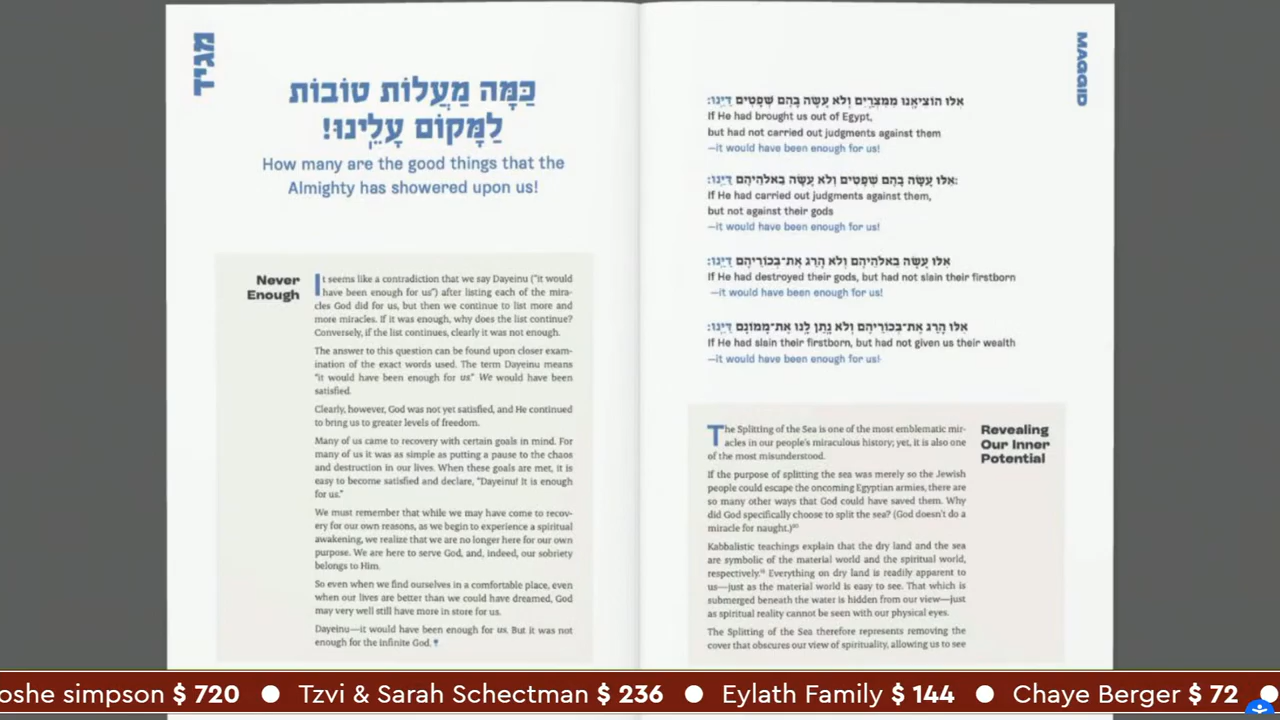 מגיד
כַּמָּה מַעֲלוֹת טוֹבוֹת
לַמָּקוֹם עָלֵינוּ!
How many are the good things that the
Almighty has showered upon us!
Never
Enough
It seems like a contradiction that we say Dayeinu ("it would
have been enough for us") after listing each of the mira-
cles God did for us, but then we continue to list more and
more miracles. If it was enough, why does the list continue?
Conversely, if the list continues, clearly it was not enough.
The answer to this question can be found upon closer exam-
ination of the exact words used. The term Dayeinu means
"it would have been enough for us." We would have been
satisfied.
Clearly, however, God was not yet satisfied, and He continued
to bring us to greater levels of freedom.
Many of us came to recovery with certain goals in mind. For
many of us it was as simple as putting a pause to the chaos
and destruction in our lives. When these goals are met, it is
easy to become satisfied and declare, "Dayeinu! It is enough
for us."
We must remember that while we may have come to recov-
ery for our own reasons, as we begin to experience a spiritual
awakening, we realize that we are no longer here for our own
purpose. We are here to serve God, and, indeed, our sobriety
belongs to Him.
So even when we find ourselves in a comfortable place, even
when our lives are better than we could have dreamed, God
may very well still have more in store for us.
Dayeinu—it would have been enough for us. But it was not
enough for the infinite God.
MAGGID
אִלּוּ הוֹצִיאָנוּ מִמִּצְרַיִם וְלֹא עָשָׂה בָהֶם שְׁפָטִים דַּיֵּנוּ:
If He had brought us out of Egypt,
but had not carried out judgments against them
—it would have been enough for us!
אִלּוּ עָשָׂה בָהֶם שְׁפָטִים וְלֹא עָשָׂה בֵאלֹהֵיהֶם דַּיֵּנוּ:
If He had carried out judgments against them,
but not against their gods
—it would have been enough for us!
אִלּוּ עָשָׂה בֵאלֹהֵיהֶם וְלֹא הָרַג אֶת־בְּכוֹרֵיהֶם דַּיֵּנוּ:
If He had destroyed their gods, but had not slain their firstborn
—it would have been enough for us!
אִלּוּ הָרַג אֶת־בְּכוֹרֵיהֶם וְלֹא נָתַן לָנוּ אֶת־מָמוֹנָם דַּיֵּנוּ:
If He had slain their firstborn, but had not given us their wealth
—it would have been enough for us!
The Splitting of the Sea is one of the most emblematic mir-
acles in our people's miraculous history; yet, it is also one
of the most misunderstood.
If the purpose of splitting the sea was merely so the Jewish
people could escape the oncoming Egyptian armies, there are
so many other ways that God could have saved them. Why
did God specifically choose to split the sea? (God doesn't do a
miracle for naught.)
Kabbalistic teachings explain that the dry land and the sea
are symbolic of the material world and the spiritual world,
respectively. Everything on dry land is readily apparent to
us—just as the material world is easy to see. That which is
submerged beneath the water is hidden from our view—just
as spiritual reality cannot be seen with our physical eyes.
The Splitting of the Sea therefore represents removing the
cover that obscures our view of spirituality, allowing us to see
Revealing
Our Inner
Potential
oshe simpson $ 720 ● Tzvi & Sarah Schectman $ 236 ● Eylath Family $ 144 ● Chaye Berger $ 72 ●